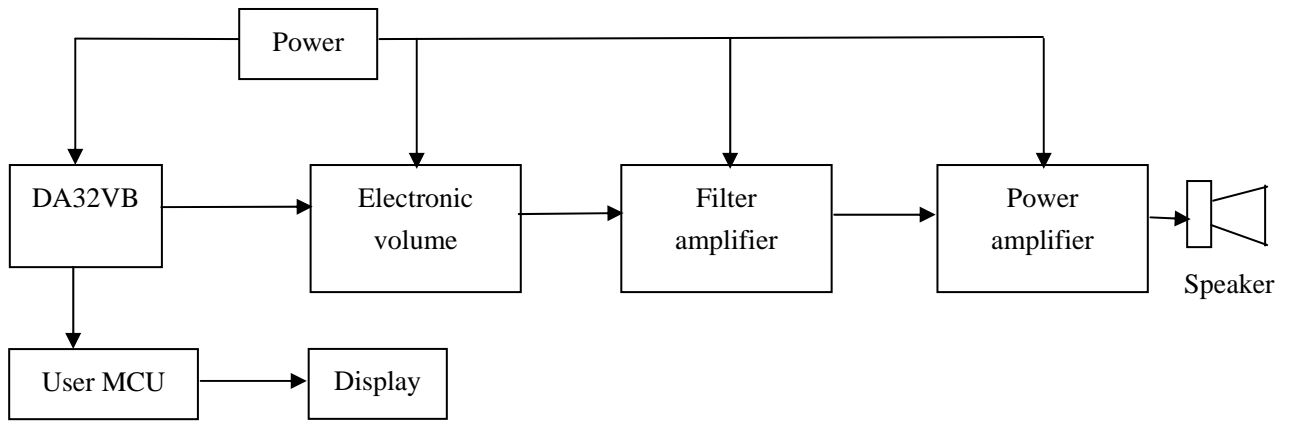 Power
DA32VB
Electronic
volume
Filter
amplifier
Power
amplifier
Speaker
User MCU
Display